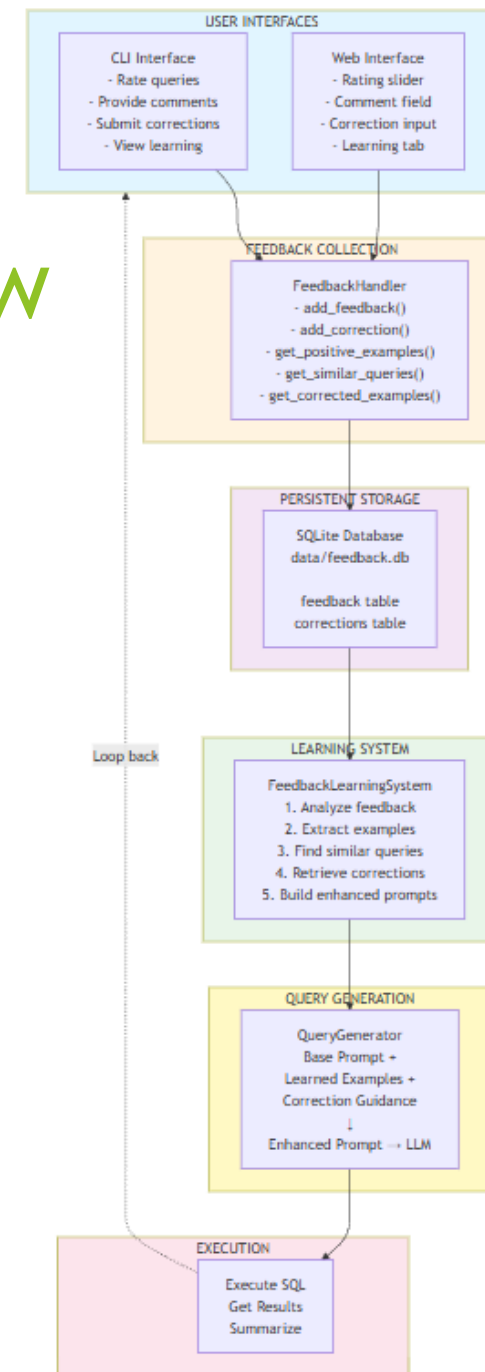 USER INTERFACES
CLI Interface
- Rate queries
- Provide comments
- Submit corrections
- View learning
Web Interface
- Rating slider
- Comment field
- Correction input
- Learning tab
W
FEEDBACK COLLECTION
FeedbackHandler
- add_feedback()
- add_correction()
- get_positive_examples()
- get_similar_queries()
- get_corrected_examples()
PERSISTENT STORAGE
SQLite Database
data/feedback.db
feedback table
corrections table
Loop back
LEARNING SYSTEM
FeedbackLearningSystem
1. Analyze feedback
2. Extract examples
3. Find similar queries
4. Retrieve corrections
5. Build enhanced prompts
QUERY GENERATION
QueryGenerator
Base Prompt +
Learned Examples +
Correction Guidance
↓
Enhanced Prompt → LLM
EXECUTION
Execute SQL
Get Results
Summarize